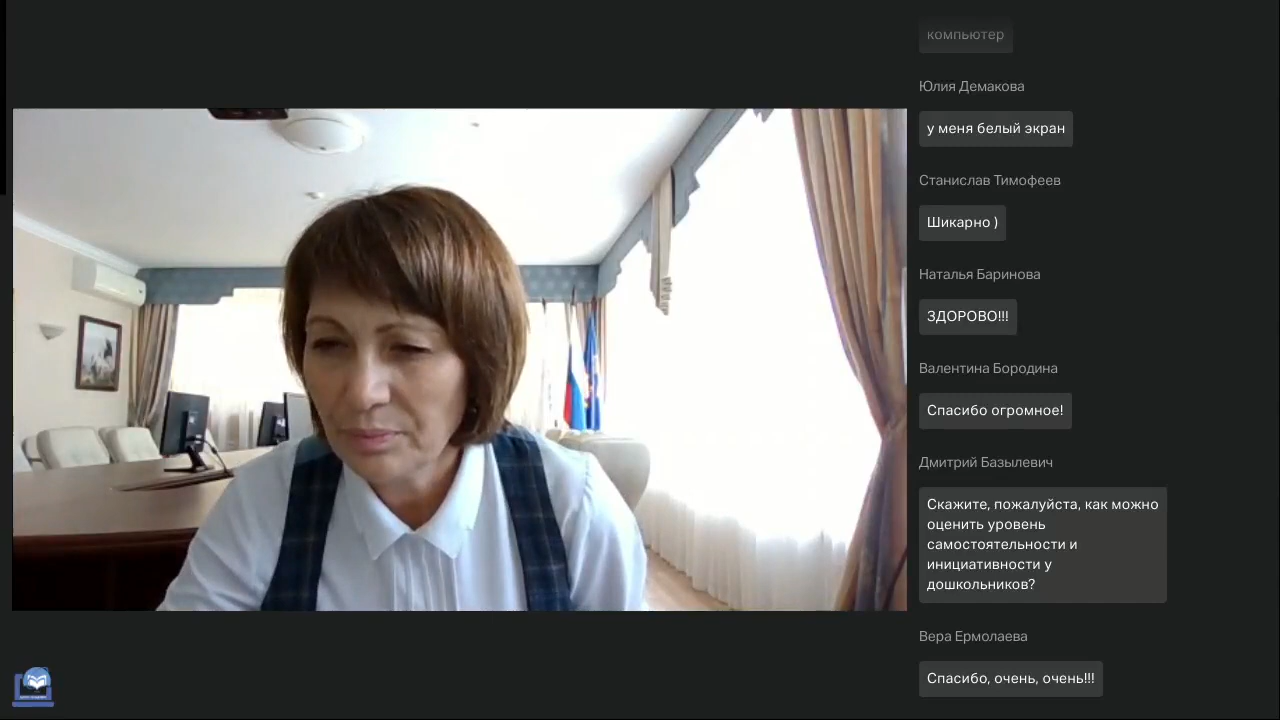 компьютер
Юлия Демакова
у меня белый экран
Станислав Тимофеев
Шикарно )
Наталья Баринова
ЗДОРОВО!!!
Валентина Бородина
Спасибо огромное!
Дмитрий Базылевич
Скажите, пожалуйста, как можно
оценить уровень
самостоятельности и
инициативности у
дошкольников?
Вера Ермолаева
Спасибо, очень, очень!!!